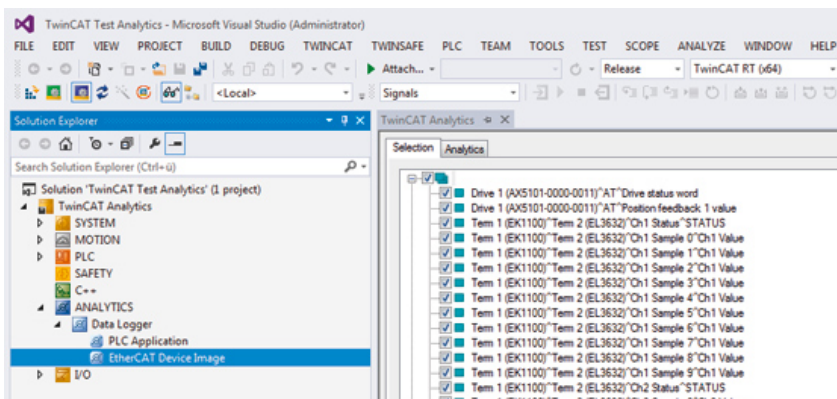 TwinCAT Test Analytics - Microsoft Visual Studio (Administrator)
FILE EDIT VIEW PROJECT BUILD DEBUG TWINCAT TWINSAFE PLC TEAM TOOLS TEST SCOPE ANALYZE WINDOW HELP
Attach... Release TwinCAT RT (x64)
<Local> Signals
Solution Explorer
Search Solution Explorer (Ctrl+ü)
Solution 'TwinCAT Test Analytics' (1 project)
TwinCAT Analytics
SYSTEM
MOTION
PLC
SAFETY
C++
ANALYTICS
Data Logger
PLC Application
EtherCAT Device Image
I/O
TwinCAT Analytics
Selection Analytics
Drive 1 (AX5101-0000-0011)^AT^Drive status word
Drive 1 (AX5101-0000-0011)^AT^Position feedback 1 value
Term 1 (EK1100)^Term 2 (EL3632)^Ch1 Status^STATUS
Term 1 (EK1100)^Term 2 (EL3632)^Ch1 Sample 0^Ch1 Value
Term 1 (EK1100)^Term 2 (EL3632)^Ch1 Sample 1^Ch1 Value
Term 1 (EK1100)^Term 2 (EL3632)^Ch1 Sample 2^Ch1 Value
Term 1 (EK1100)^Term 2 (EL3632)^Ch1 Sample 3^Ch1 Value
Term 1 (EK1100)^Term 2 (EL3632)^Ch1 Sample 4^Ch1 Value
Term 1 (EK1100)^Term 2 (EL3632)^Ch1 Sample 5^Ch1 Value
Term 1 (EK1100)^Term 2 (EL3632)^Ch1 Sample 6^Ch1 Value
Term 1 (EK1100)^Term 2 (EL3632)^Ch1 Sample 7^Ch1 Value
Term 1 (EK1100)^Term 2 (EL3632)^Ch1 Sample 8^Ch1 Value
Term 1 (EK1100)^Term 2 (EL3632)^Ch1 Sample 9^Ch1 Value
Term 1 (EK1100)^Term 2 (EL3632)^Ch2 Status^STATUS